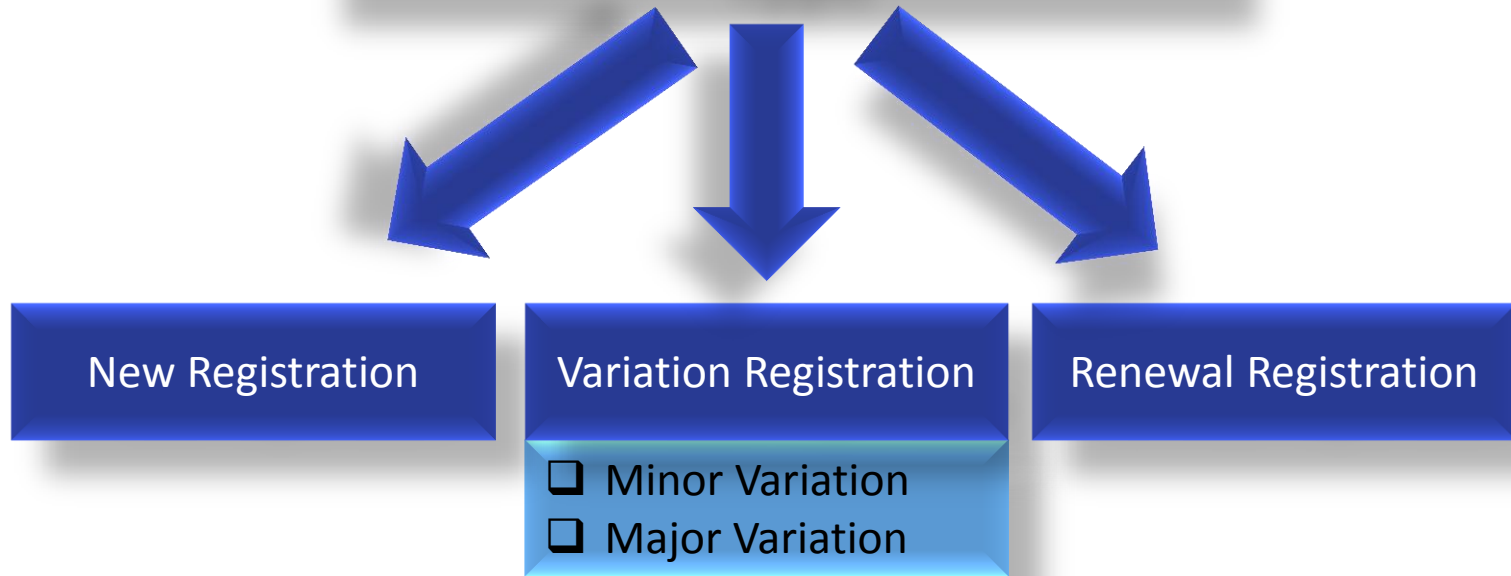 New Registration
Variation Registration
Renewal Registration
❑ Minor Variation
❑ Major Variation